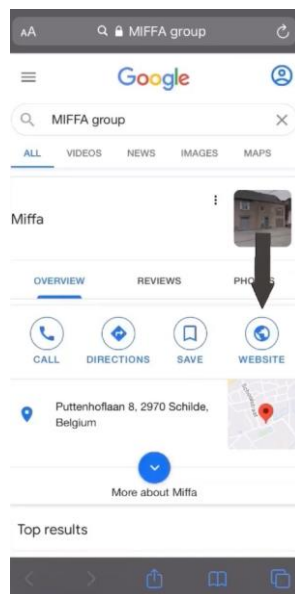 AA MIFFA group
Google
MIFFA group
ALL VIDEOS NEWS IMAGES MAPS
Miffa
OVERVIEW REVIEWS
CALL DIRECTIONS SAVE WEBSITE
Puttenhoflaan 8, 2970 Schilde,
Belgium
More about Miffa
Top results